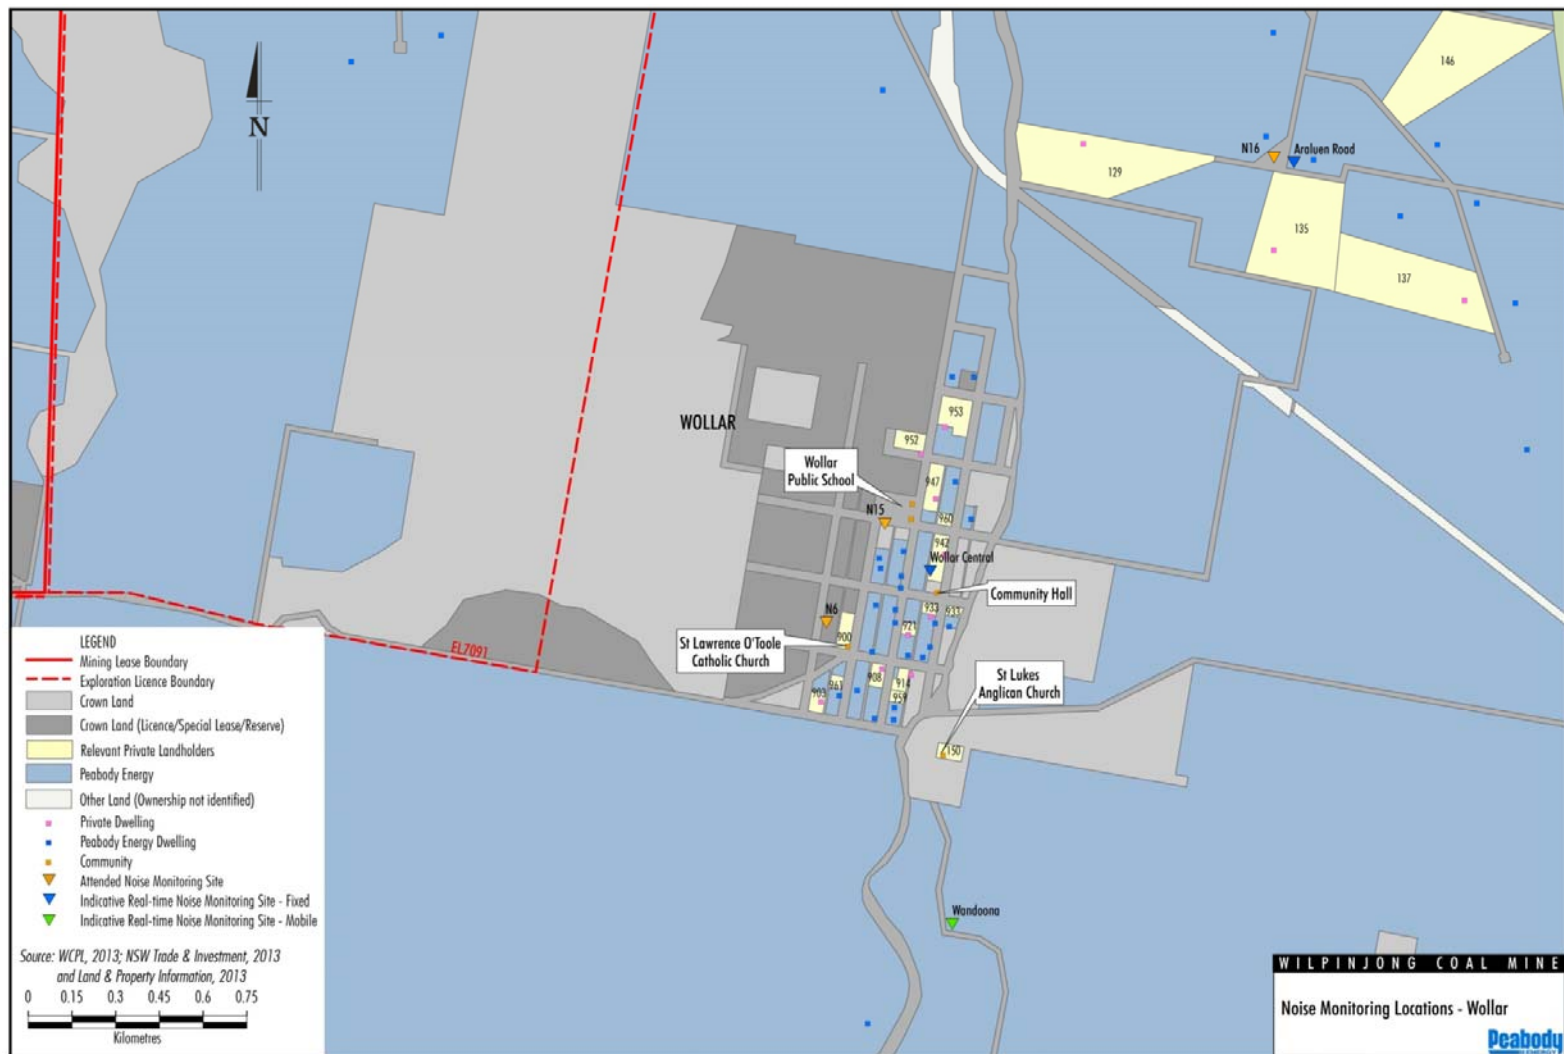 N
146
N16
Araluen Road
129
135
137
WOLLAR
953
952
Wollar
Public School
947
N15
960
942
Wollar Central
Community Hall
933
N6
921
900
St Lawrence O'Toole
Catholic Church
EL7091
St Lukes
Anglican Church
908
914
961
903
959
150
Wandoona
LEGEND
Mining Lease Boundary
Exploration Licence Boundary
Crown Land
Crown Land (Licence/Special Lease/Reserve)
Relevant Private Landholders
Peabody Energy
Other Land (Ownership not identified)
Private Dwelling
Peabody Energy Dwelling
Community
Attended Noise Monitoring Site
Indicative Real-time Noise Monitoring Site - Fixed
Indicative Real-time Noise Monitoring Site - Mobile
Source: WCPL, 2013; NSW Trade & Investment, 2013
and Land & Property Information, 2013
0 0.15 0.3 0.45 0.6 0.75
Kilometres
WILPINJONG COAL MINE
Noise Monitoring Locations - Wollar
Peabody